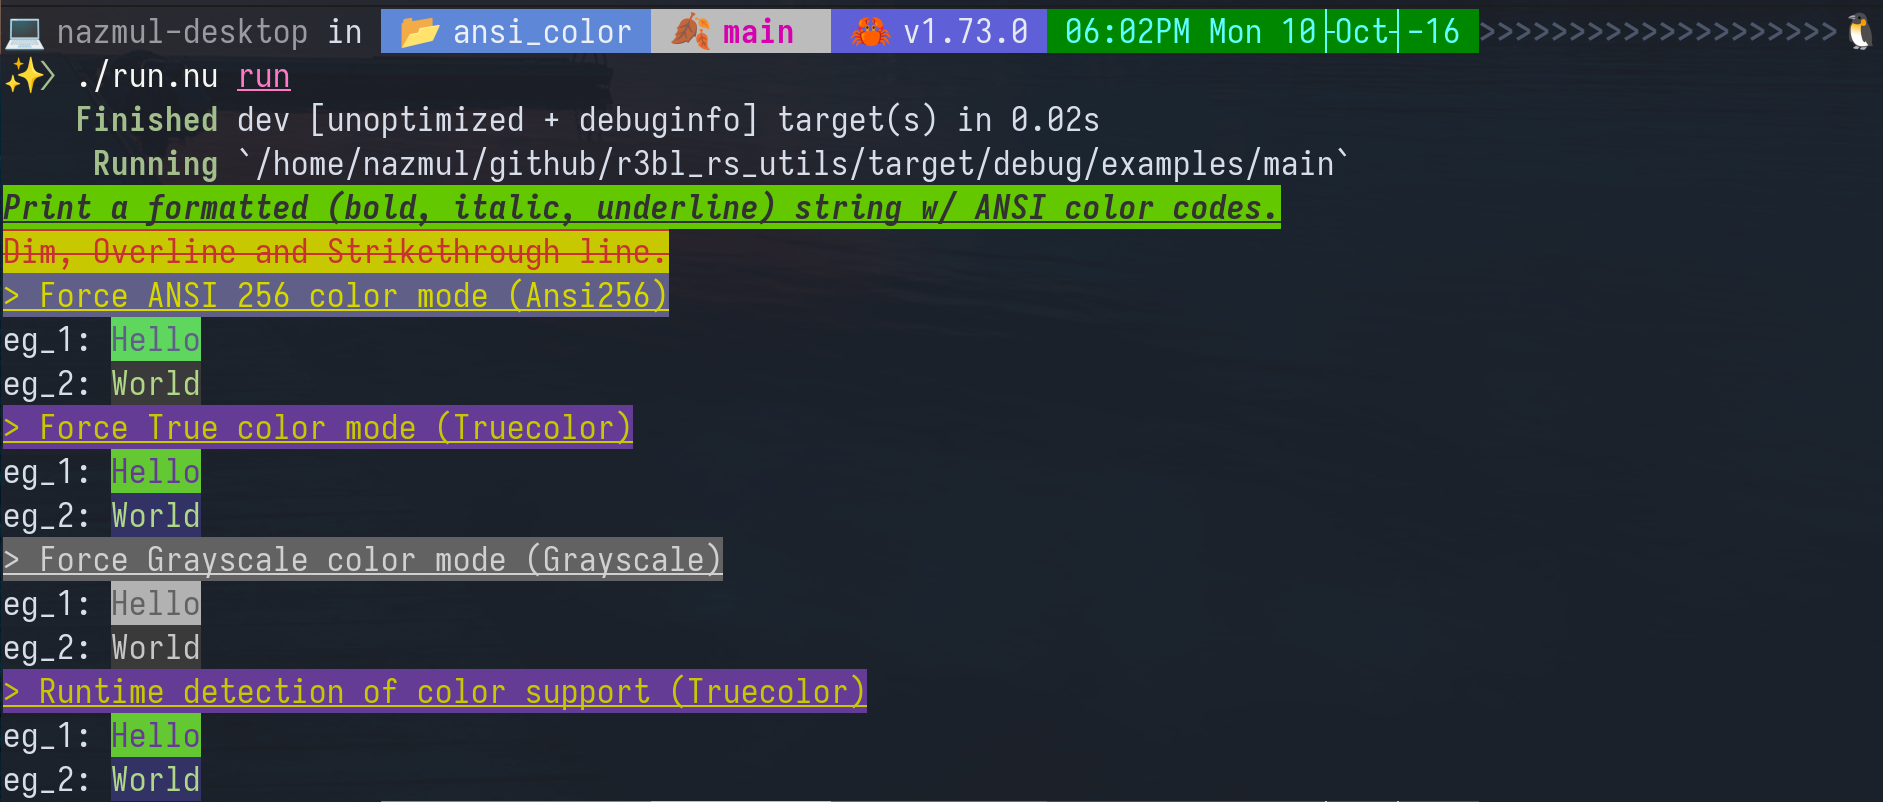 nazmul-desktop in ansi_color main v1.73.0 06:02PM Mon 10-Oct--16 >>>>>>>>>>>>>>>>>>>>
> ./run.nu run
Finished dev [unoptimized + debuginfo] target(s) in 0.02s
Running `/home/nazmul/github/r3bl_rs_utils/target/debug/examples/main`
Print a formatted (bold, italic, underline) string w/ ANSI color codes.
Dim, Overline and Strikethrough line.
> Force ANSI 256 color mode (Ansi256)
eg_1: Hello
eg_2: World
> Force True color mode (Truecolor)
eg_1: Hello
eg_2: World
> Force Grayscale color mode (Grayscale)
eg_1: Hello
eg_2: World
> Runtime detection of color support (Truecolor)
eg_1: Hello
eg_2: World